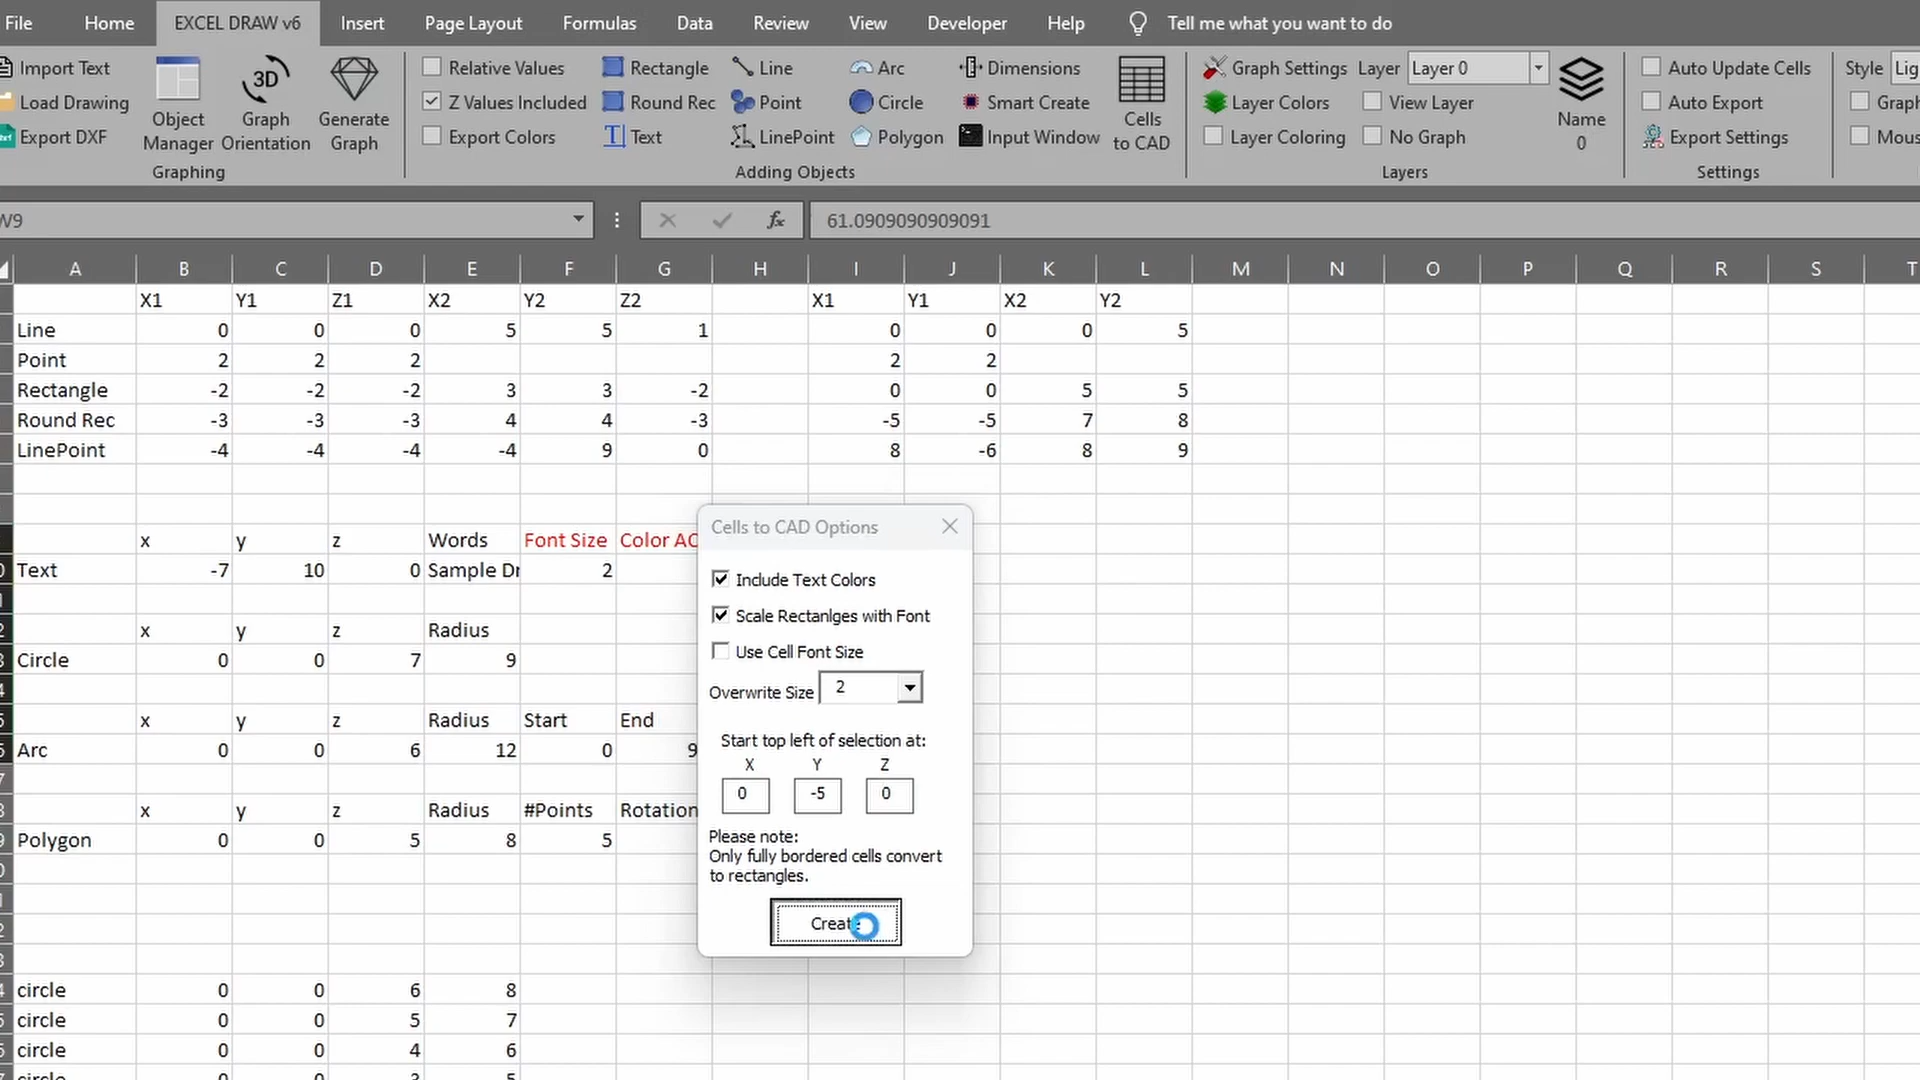 File Home EXCEL DRAW v6 Insert Page Layout Formulas Data Review View Developer Help Tell me what you want to do
Import Text Relative Values Rectangle Line Arc Dimensions Graph Settings Layer Layer 0 Auto Update Calls Style
Load Drawing Z Values Included Round Rec Point Circle Smart Create Layer Colors View Layer Auto Export
Export DXF Export Colors Text LinePoint Polygon Input Window Layer Coloring No Graph Export Settings
Object Manager
Graph Orientation
Generate Graph
Cells to CAD
Name 0
Graphing Adding Objects Layers Settings
W9 fx 61.0909090909091
A B C D E F G H I J K L M N O P Q R S T
X1 Y1 Z1 X2 Y2 Z2 X1 Y1 X2 Y2
Line 0 0 0 5 5 1 0 0 0 5
Point 2 2 2 2 2
Rectangle -2 -2 -2 3 3 -2 0 0 5 5
Round Rec -3 -3 -3 4 4 -3 -5 -5 7 8
LinePoint -4 -4 -4 -4 9 0 8 -6 8 9
x y z Words Font Size Color AC
Text -7 10 0 Sample Dr 2
x y z Radius
Circle 0 0 7 9
x y z Radius Start End
Arc 0 0 6 12 0 9
x y z Radius #Points Rotation
Polygon 0 0 5 8 5
circle 0 0 6 8
circle 0 0 5 7
circle 0 0 4 6
Cells to CAD Options
Include Text Colors
Scale Rectanlges with Font
Use Cell Font Size
Overwrite Size 2
Start top left of selection at:
X Y Z
0 -5 0
Please note:
Only fully bordered cells convert
to rectangles.
Create